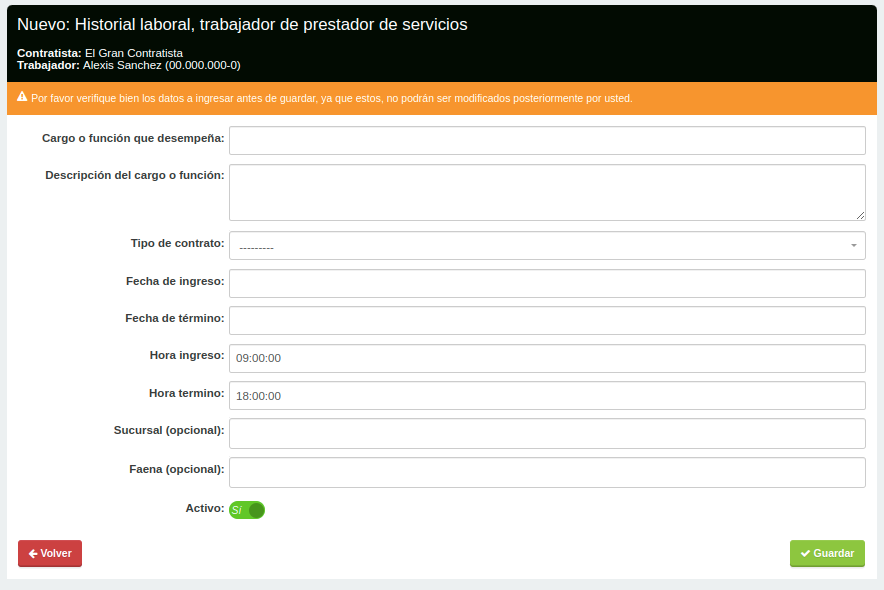 Nuevo: Historial laboral, trabajador de prestador de servicios
Contratista: El Gran Contratista
Trabajador: Alexis Sanchez (00.000.000-0)
Por favor verifique bien los datos a ingresar antes de guardar, ya que estos, no podrán ser modificados posteriormente por usted.
Cargo o función que desempeña:
Descripción del cargo o función:
Tipo de contrato: ---------
Fecha de ingreso:
Fecha de término:
Hora ingreso: 09:00:00
Hora termino: 18:00:00
Sucursal (opcional):
Faena (opcional):
Activo: Sí
Volver Guardar